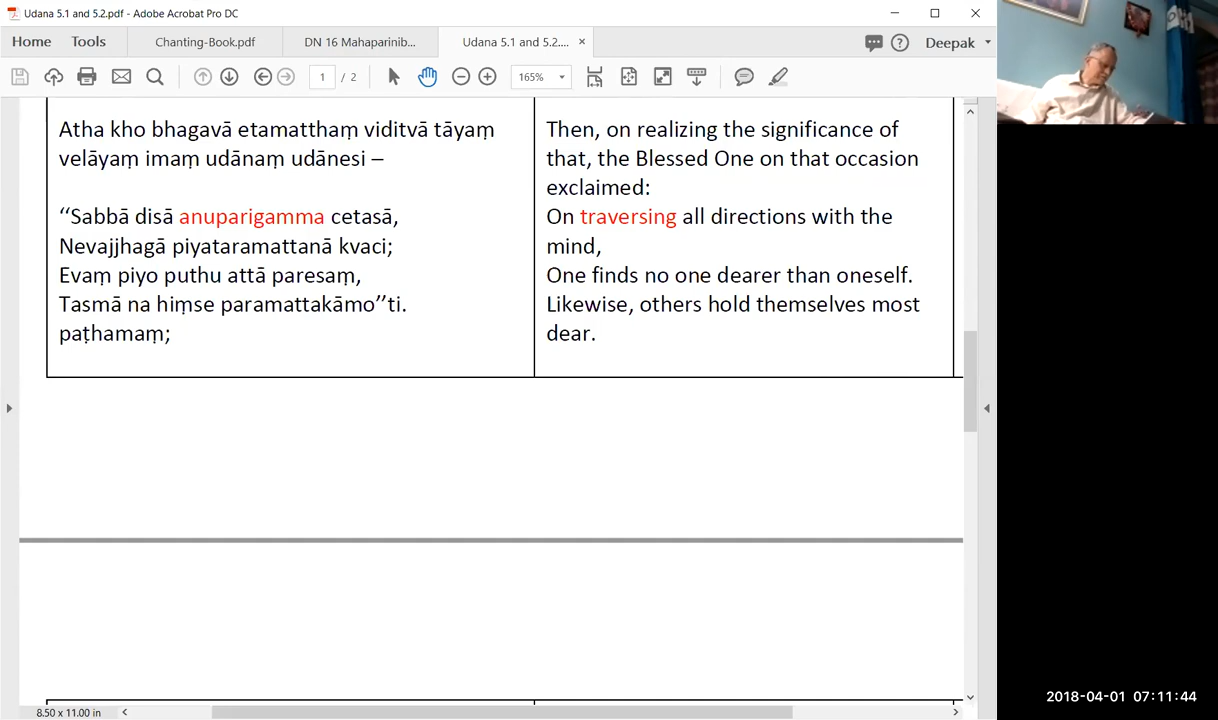 Udana 5.1 and 5.2.pdf - Adobe Acrobat Pro DC
Home
Tools
Chanting-Book.pdf
DN 16 Mahaparinib...
Udana 5.1 and 5.2....
Deepak
1 / 2
165%
Atha kho bhagavā etamatthaṃ viditvā tāyaṃ
velāyaṃ imaṃ udānaṃ udānesi –
“Sabbā disā anuparigamma cetasā,
Nevajjhagā piyataramattanā kvaci;
Evaṃ piyo puthu attā paresaṃ,
Tasmā na hiṃse paramattakāmo”ti.
paṭhamaṃ;
Then, on realizing the significance of
that, the Blessed One on that occasion
exclaimed:
On traversing all directions with the
mind,
One finds no one dearer than oneself.
Likewise, others hold themselves most
dear.
8.50 x 11.00 in
2018-04-01 07:11:44